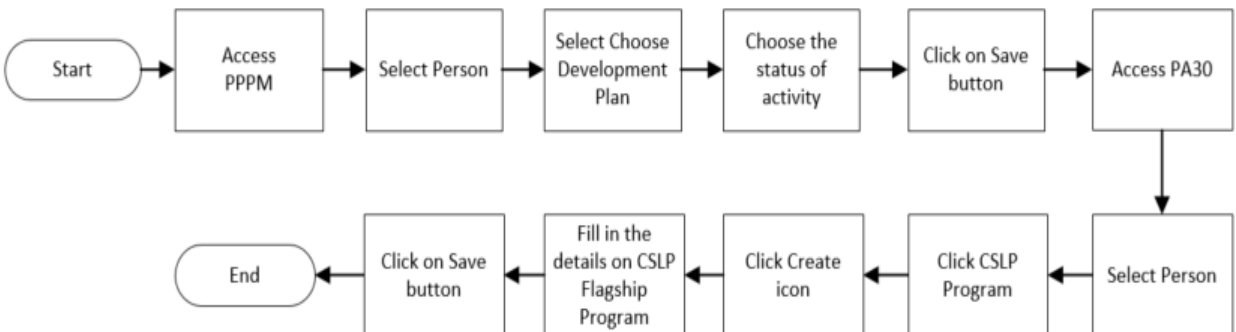 Start
Access
PPPM
Select Person
Select Choose
Development
Plan
Choose the
status of
activity
Click on Save
button
Access PA30
Select Person
Click CSLP
Program
Click Create
icon
Fill in the
details on CSLP
Flagship
Program
Click on Save
button
End